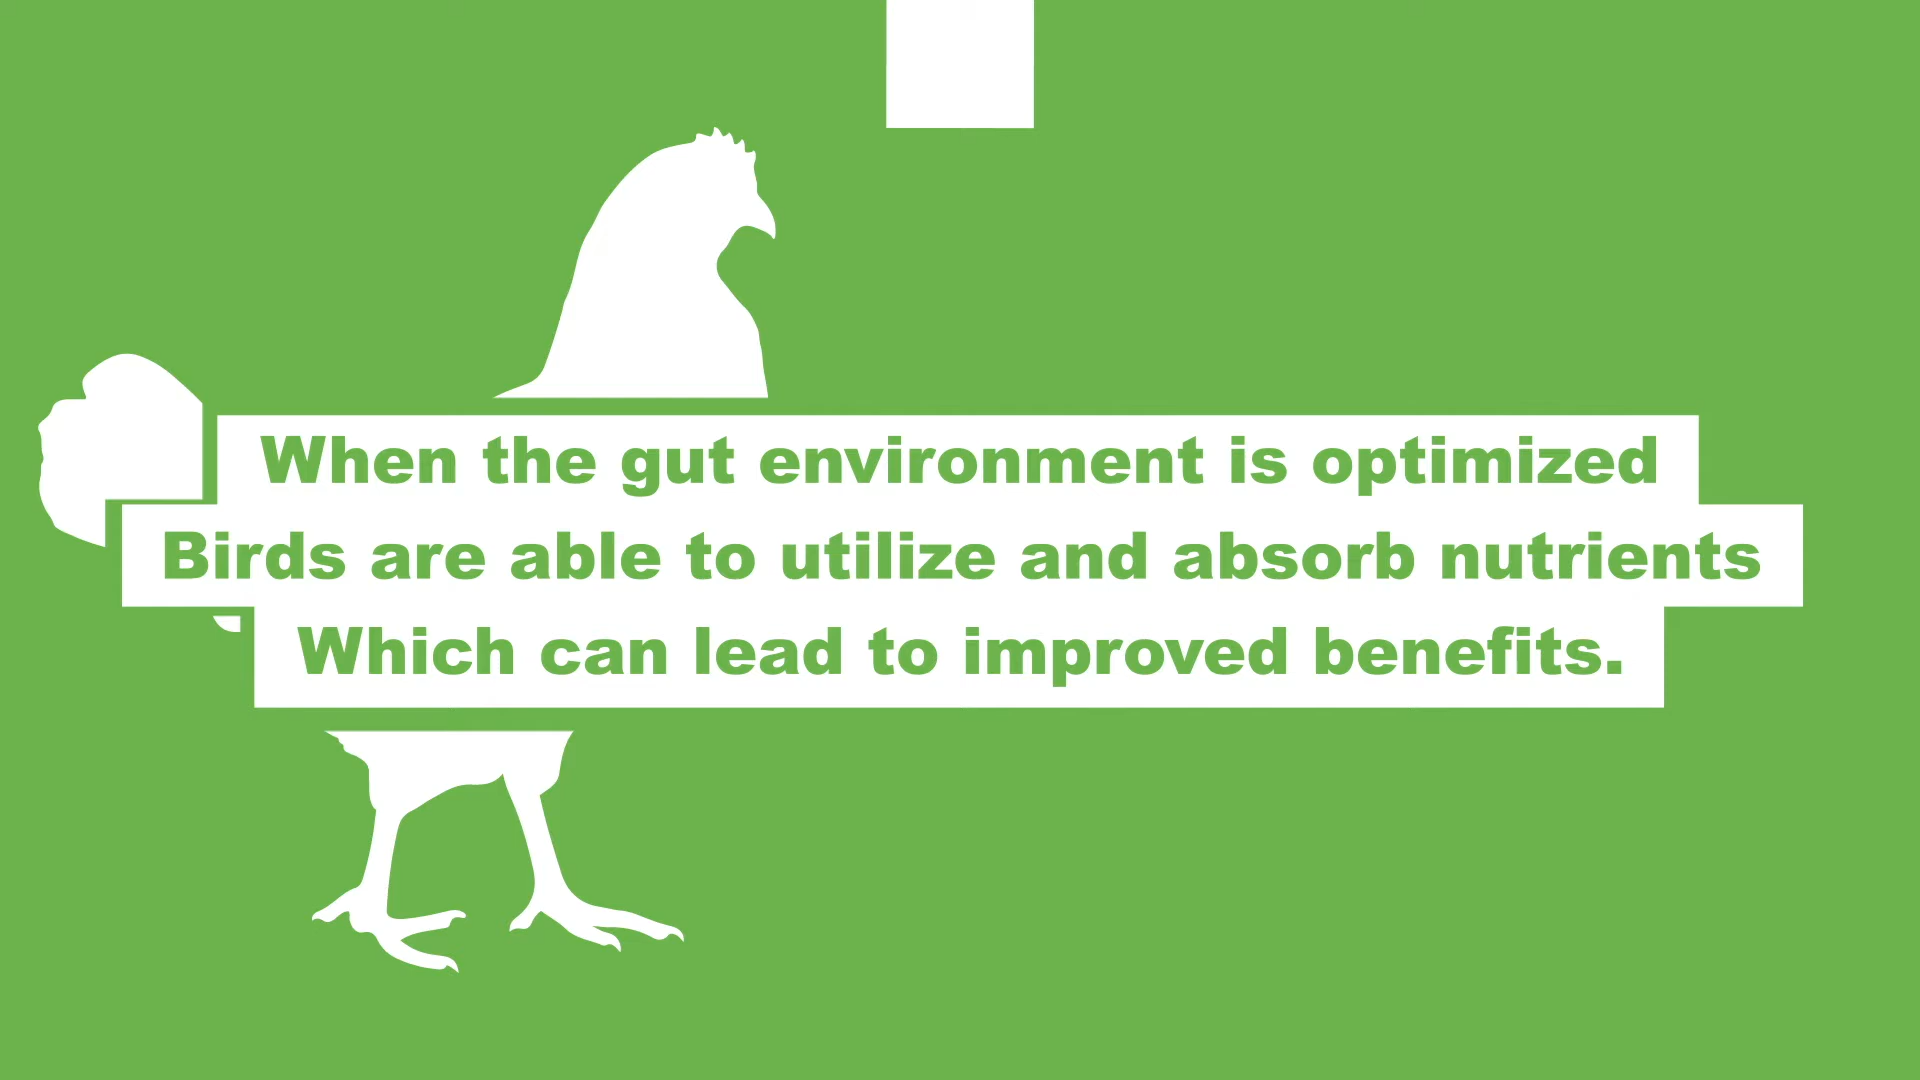 When the gut environment is optimized
Birds are able to utilize and absorb nutrients
Which can lead to improved benefits.